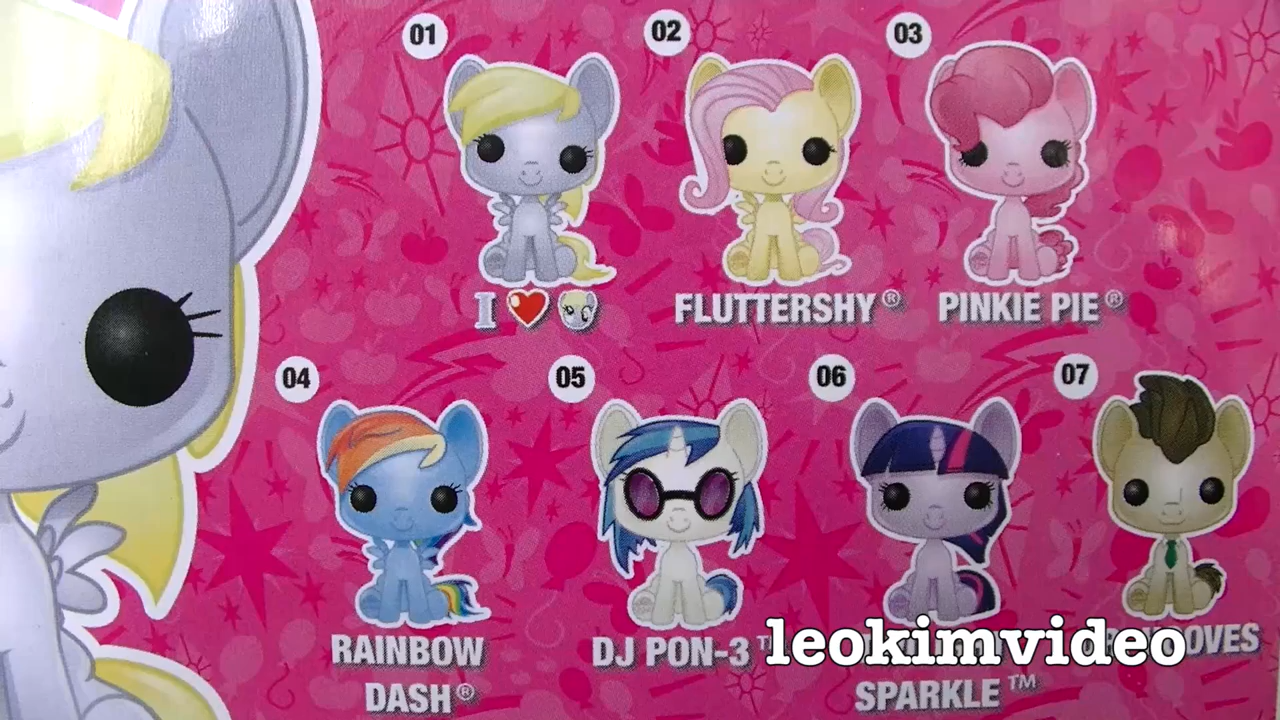 01 02 03
I ❤
FLUTTERSHY® PINKIE PIE®
04 05 06 07
RAINBOW
DASH®
DJ PON-3
SPARKLE™
leokimvideo